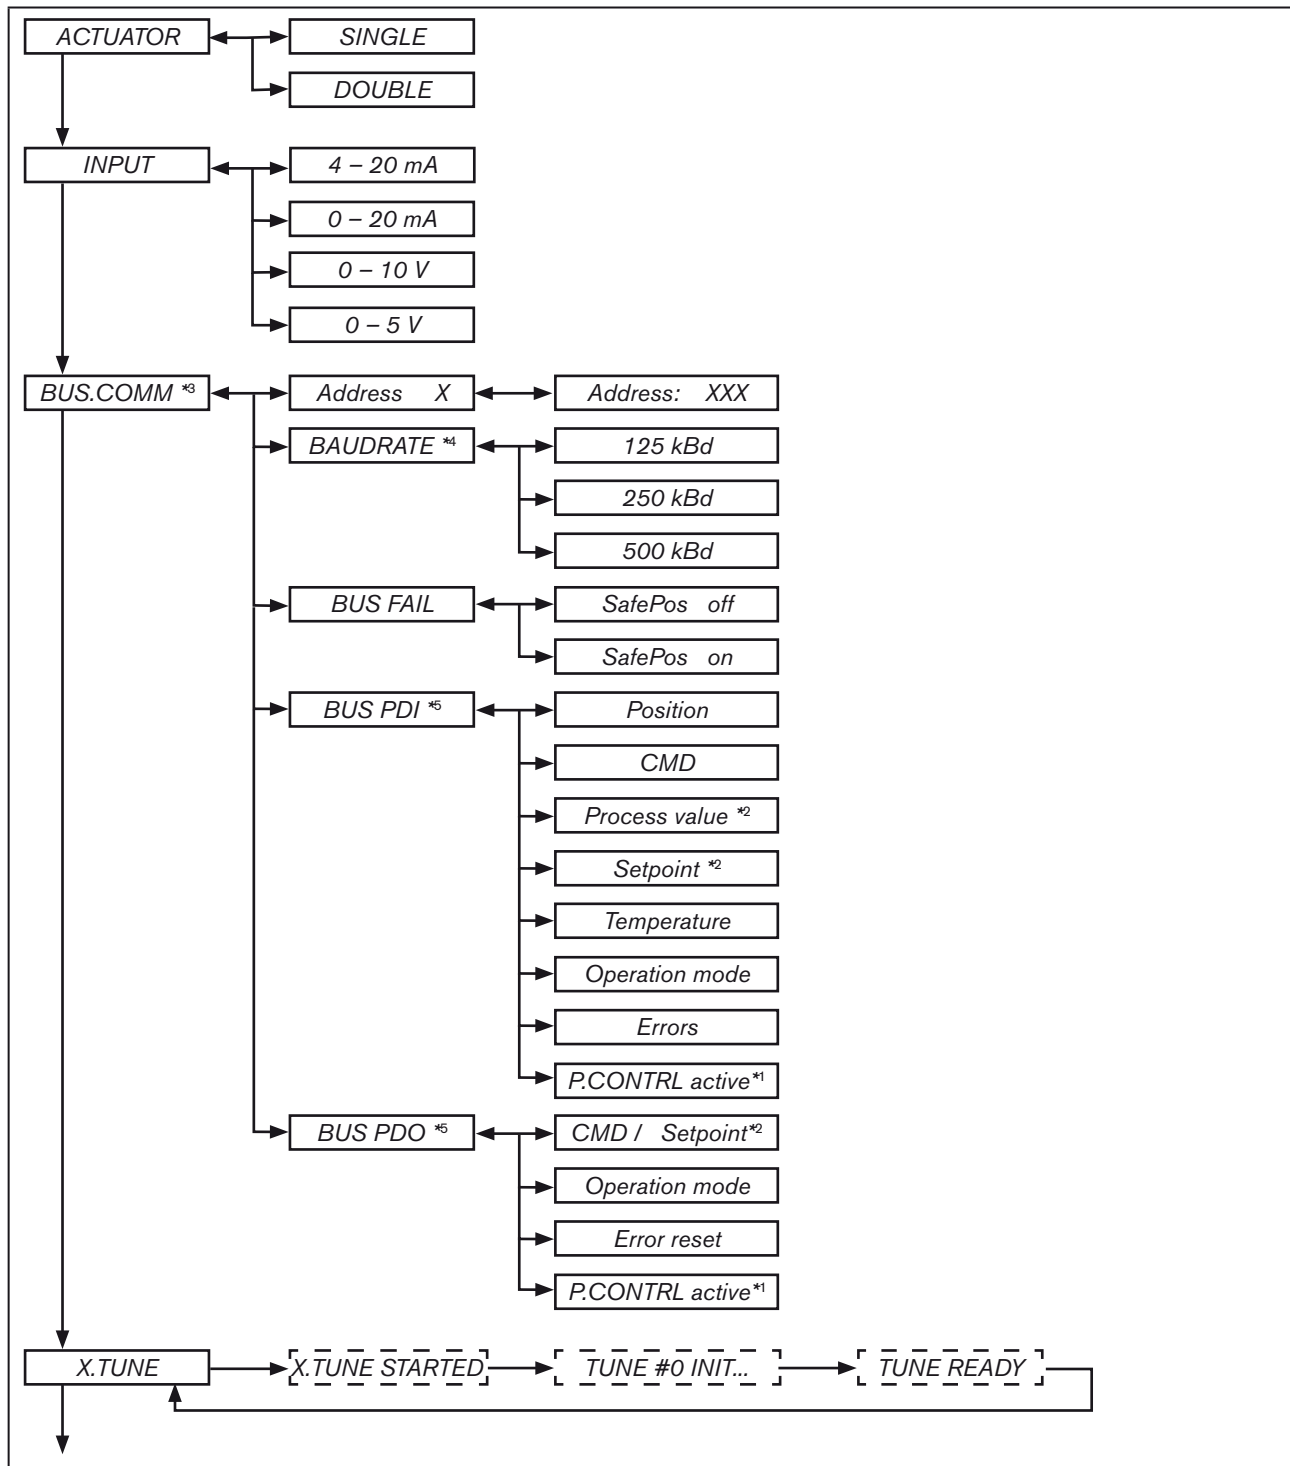 ACTUATOR SINGLE
DOUBLE
INPUT 4 – 20 mA
0 – 20 mA
0 – 10 V
0 – 5 V
BUS.COMM *3 Address X Address: XXX
BAUDRATE *4 125 kBd
250 kBd
500 kBd
BUS FAIL SafePos off
SafePos on
BUS PDI *5 Position
CMD
Process value *2
Setpoint *2
Temperature
Operation mode
Errors
P.CONTRL active*1
BUS PDO *5 CMD / Setpoint*2
Operation mode
Error reset
P.CONTRL active*1
X.TUNE X.TUNE STARTED TUNE #0 INIT... TUNE READY